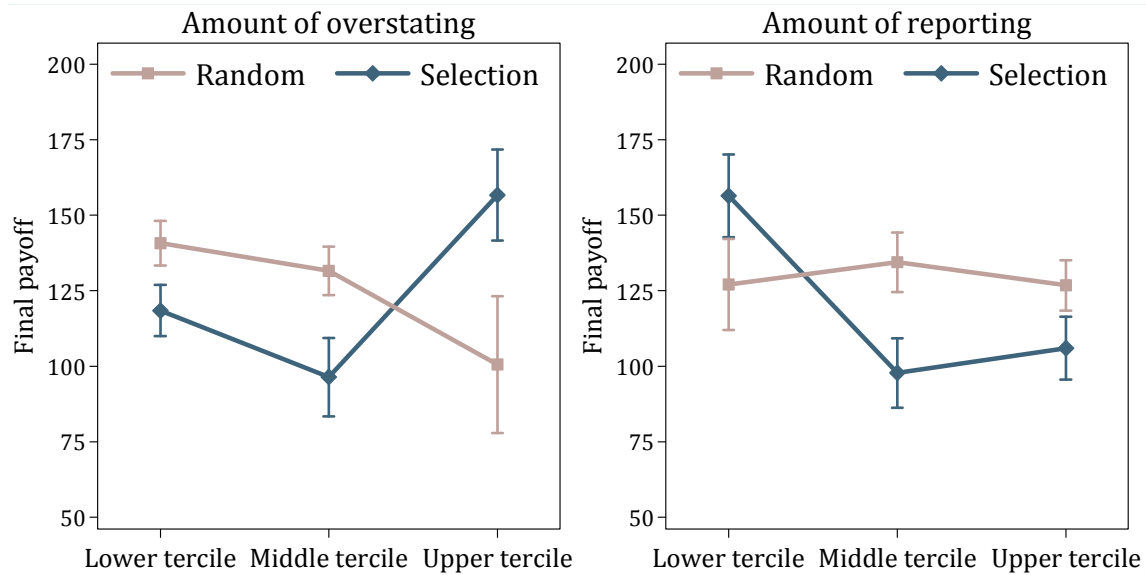 Amount of overstating
200
175
150
125
100
75
50
Final payoff
Random
Selection
Lower tercile
Middle tercile
Upper tercile
Amount of reporting
200
175
150
125
100
75
50
Final payoff
Random
Selection
Lower tercile
Middle tercile
Upper tercile